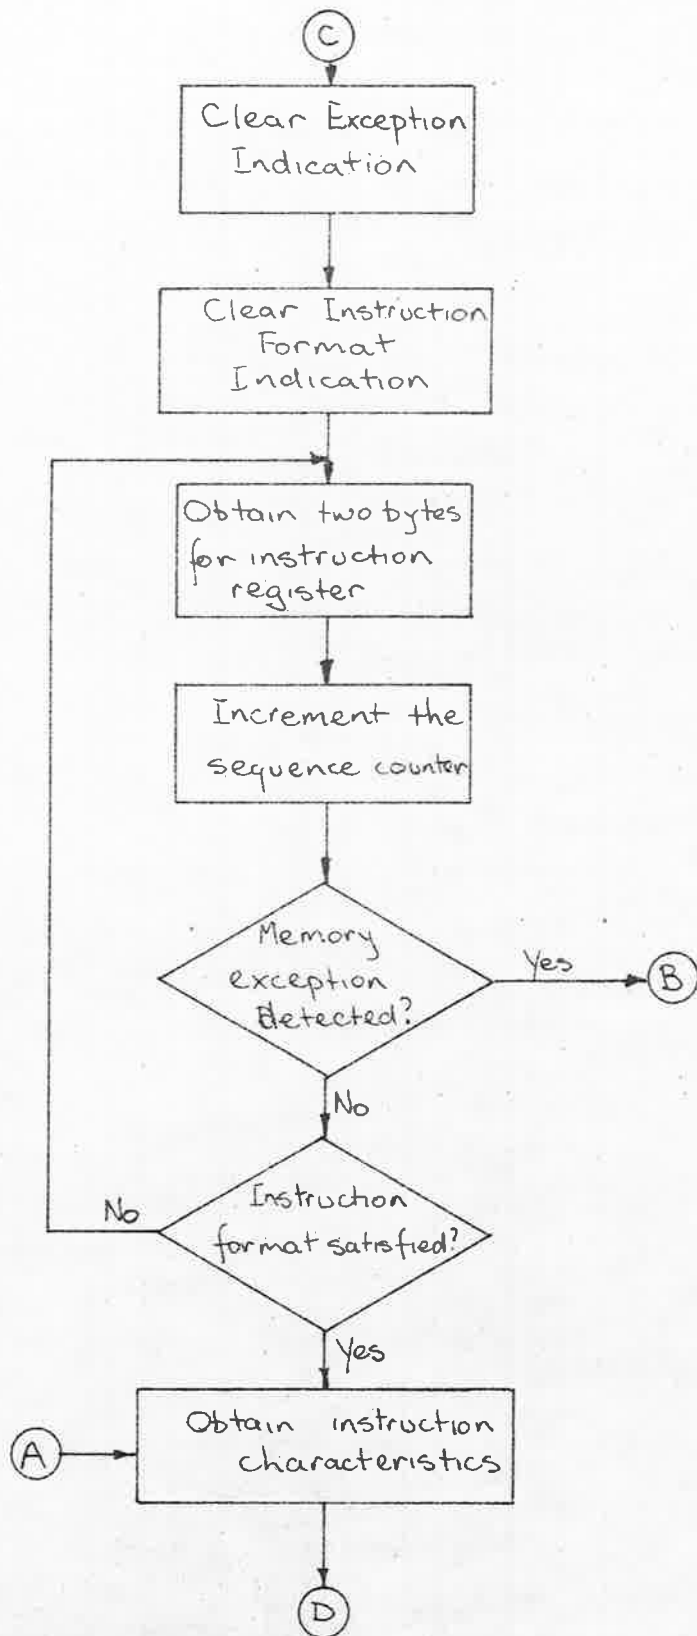 C
Clear Exception
Indication
Clear Instruction
Format
Indication
Obtain two bytes
for instruction
register
Increment the
sequence counter
Memory
exception
detected?
Yes
B
No
Instruction
format satisfied?
No
Yes
Obtain instruction
characteristics
A
D